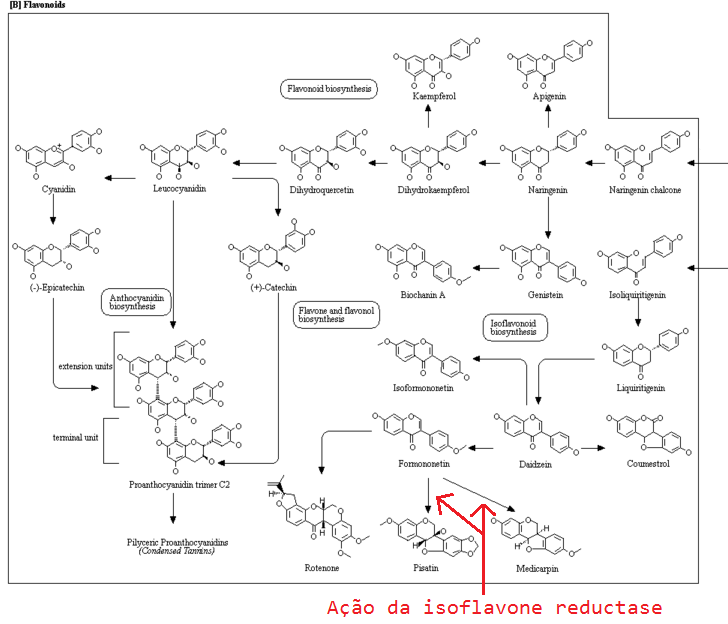 [B] Flavonoids
Flavonoid biosynthesis
Kaempferol
Apigenin
Cyanidin
Leucocyanidin
Dihydroquercetin
Dihydrokaempferol
Naringenin
Naringenin chalcone
(-)-Epicatechin
(+)-Catechin
Biochanin A
Genistein
Isoliquiritigenin
Anthocyanidin
biosynthesis
Flavone and flavonol
biosynthesis
Isoflavonoid
biosynthesis
extension units
Isoformononetin
Liquiritigenin
terminal unit
Formononetin
Daidzein
Coumestrol
Proanthocyanidin trimer C2
Pilyceric Proanthocyanidins
(Condensed Tannins)
Rotenone
Pisatin
Medicarpin
Ação da isoflavone reductase